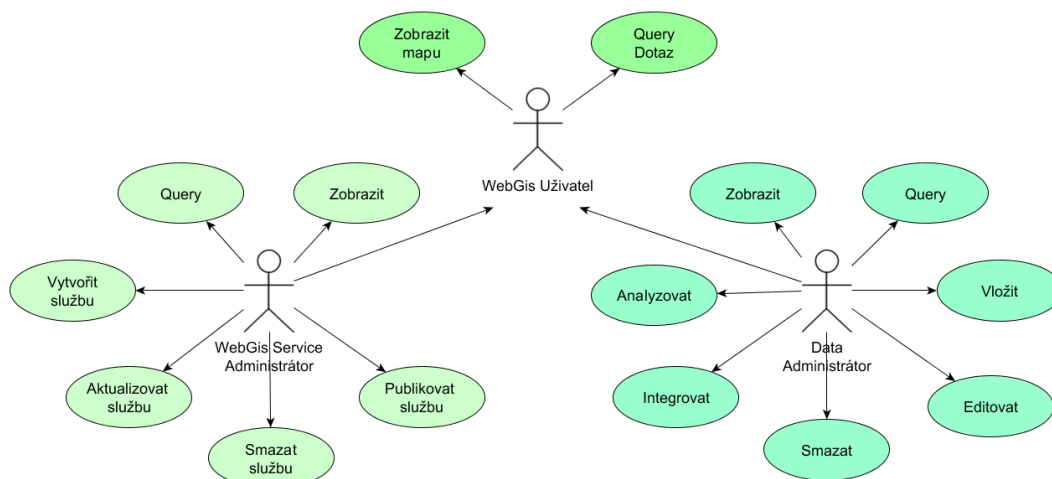 Zobrazit
mapu
Query
Dotaz
WebGis Uživatel
Query
Zobrazit
Zobrazit
Query
Vytvořit
službu
Analyzovat
Vložit
WebGis Service
Administrátor
Data
Administrátor
Aktualizovat
službu
Publikovat
službu
Integrovat
Editovat
Smazat
službu
Smazat